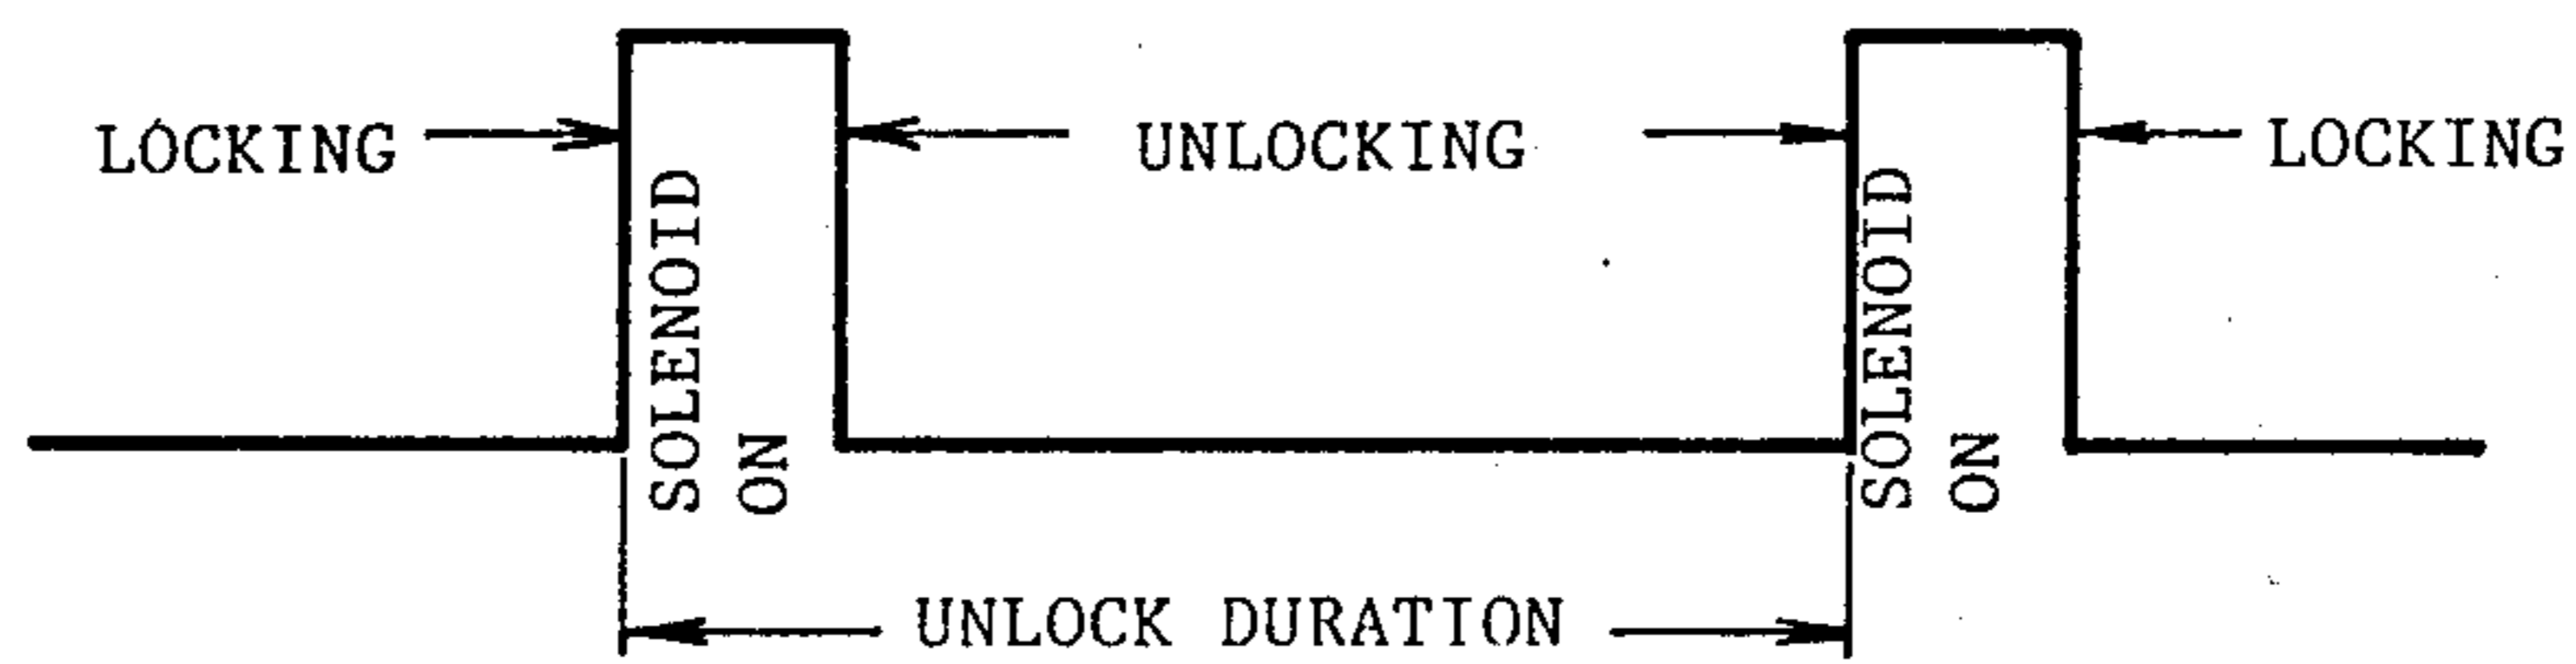 LOCKING
UNLOCKING
LOCKING
SOLENOID
ON
SOLENOID
ON
UNLOCK DURATION